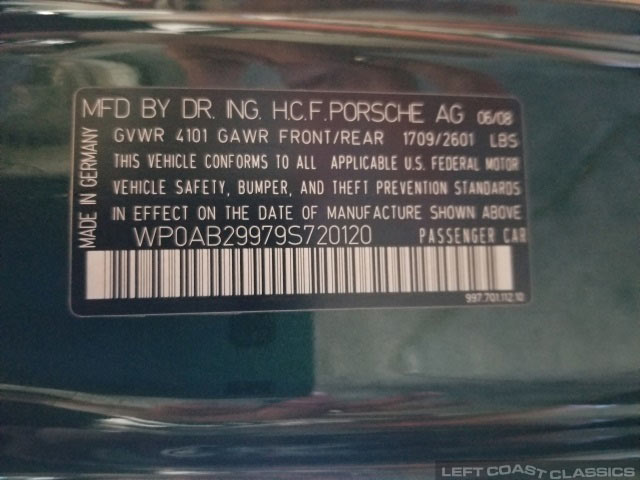 MFD BY DR. ING. H.C.F. PORSCHE AG 06/08
GVWR 4101 GAWR FRONT/REAR 1709/2601 LBS
THIS VEHICLE CONFORMS TO ALL APPLICABLE U.S. FEDERAL MOTOR
VEHICLE SAFETY, BUMPER, AND THEFT PREVENTION STANDARDS
IN EFFECT ON THE DATE OF MANUFACTURE SHOWN ABOVE
WP0AB29979S720120 PASSENGER CAR
997.701.112.10
MADE IN GERMANY
LEFT COAST CLASSICS